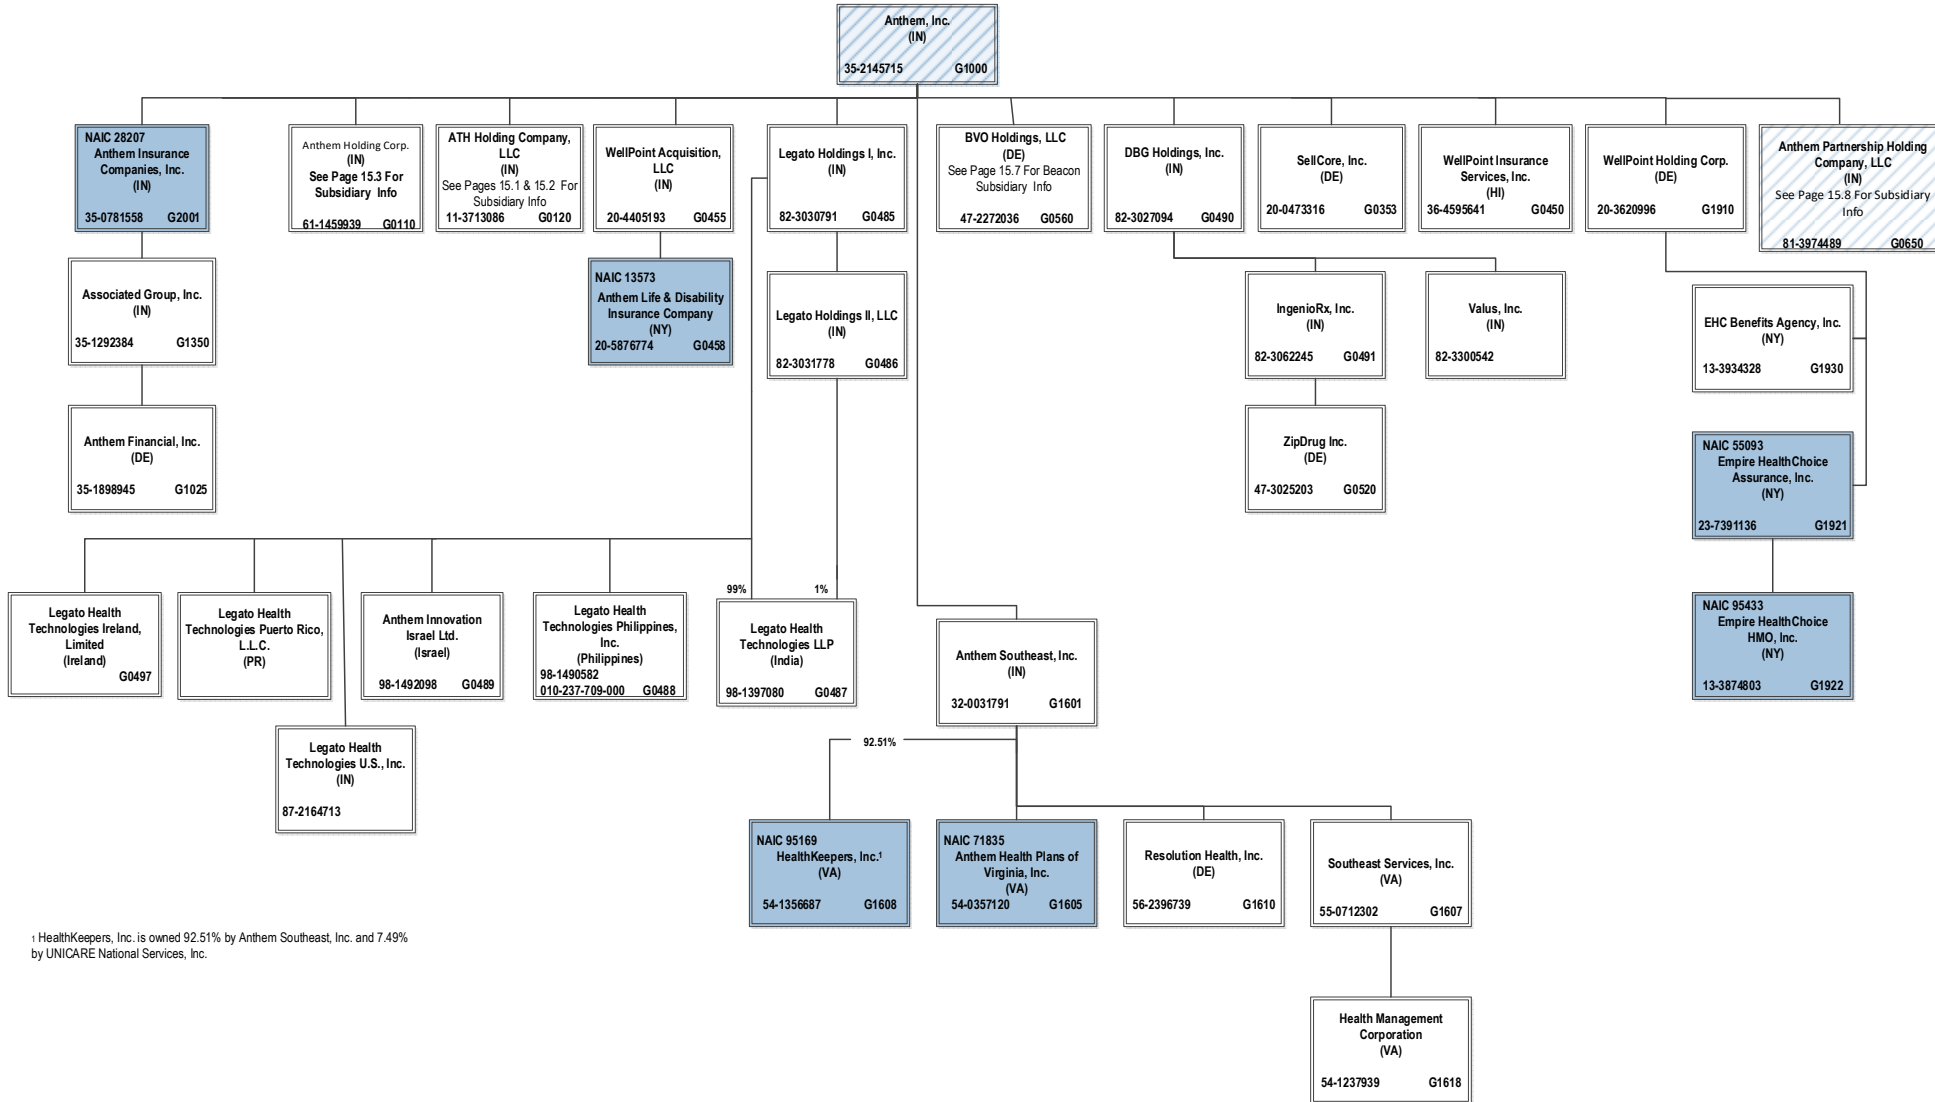 Anthem, Inc.
(IN)
35-2145715 G1000
NAIC 28207
Anthem Insurance
Companies, Inc.
(IN)
35-0781558 G2001
Anthem Holding Corp.
(IN)
See Page 15.3 For
Subsidiary Info
61-1459939 G0110
ATH Holding Company,
LLC
(IN)
See Pages 15.1 & 15.2 For
Subsidiary Info
11-3713086 G0120
WellPoint Acquisition,
LLC
(IN)
20-4405193 G0455
Legato Holdings I, Inc.
(IN)
82-3030791 G0485
BVO Holdings, LLC
(DE)
See Page 15.7 For Beacon
Subsidiary Info
47-2272036 G0560
DBG Holdings, Inc.
(IN)
82-3027094 G0490
SellCore, Inc.
(DE)
20-0473316 G0353
WellPoint Insurance
Services, Inc.
(HI)
36-4595641 G0450
WellPoint Holding Corp.
(DE)
20-3620996 G1910
Anthem Partnership Holding
Company, LLC
(IN)
See Page 15.8 For Subsidiary
Info
81-3974489 G0650
Associated Group, Inc.
(IN)
35-1292384 G1350
NAIC 13573
Anthem Life & Disability
Insurance Company
(NY)
20-5876774 G0458
Legato Holdings II, LLC
(IN)
82-3031778 G0486
IngenioRx, Inc.
(IN)
82-3062245 G0491
Valus, Inc.
(IN)
82-3300542
EHC Benefits Agency, Inc.
(NY)
13-3934328 G1930
Anthem Financial, Inc.
(DE)
35-1898945 G1025
ZipDrug Inc.
(DE)
47-3025203 G0520
NAIC 55093
Empire HealthChoice
Assurance, Inc.
(NY)
23-7391136 G1921
99% 1%
Legato Health
Technologies Ireland,
Limited
(Ireland)
G0497
Legato Health
Technologies Puerto Rico,
L.L.C.
(PR)
Anthem Innovation
Israel Ltd.
(Israel)
98-1492098 G0489
Legato Health
Technologies Philippines,
Inc.
(Philippines)
98-1490582
010-237-709-000 G0488
Legato Health
Technologies LLP
(India)
98-1397080 G0487
Anthem Southeast, Inc.
(IN)
32-0031791 G1601
NAIC 95433
Empire HealthChoice
HMO, Inc.
(NY)
13-3874803 G1922
Legato Health
Technologies U.S., Inc.
(IN)
87-2164713
92.51%
NAIC 95169
HealthKeepers, Inc.¹
(VA)
54-1356687 G1608
NAIC 71835
Anthem Health Plans of
Virginia, Inc.
(VA)
54-0357120 G1605
Resolution Health, Inc.
(DE)
56-2396739 G1610
Southeast Services, Inc.
(VA)
55-0712302 G1607
¹ HealthKeepers, Inc. is owned 92.51% by Anthem Southeast, Inc. and 7.49%
by UNICARE National Services, Inc.
Health Management
Corporation
(VA)
54-1237939 G1618